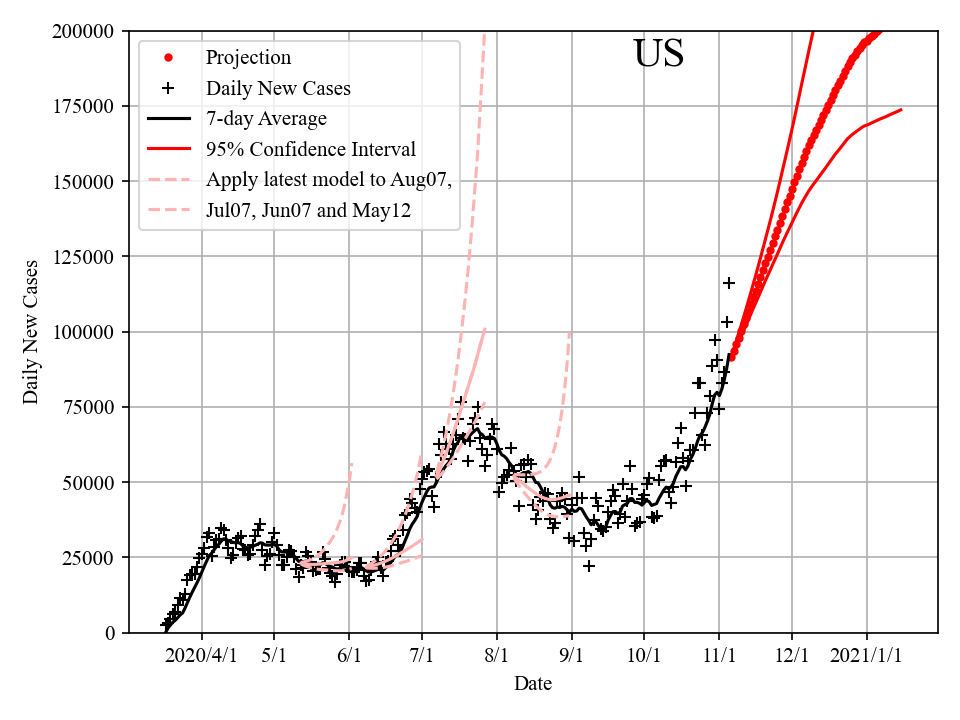 US
Projection
Daily New Cases
7-day Average
95% Confidence Interval
Apply latest model to Aug07,
Jul07, Jun07 and May12
Daily New Cases
200000
175000
150000
125000
100000
75000
50000
25000
0
2020/4/1 5/1 6/1 7/1 8/1 9/1 10/1 11/1 12/1 2021/1/1
Date